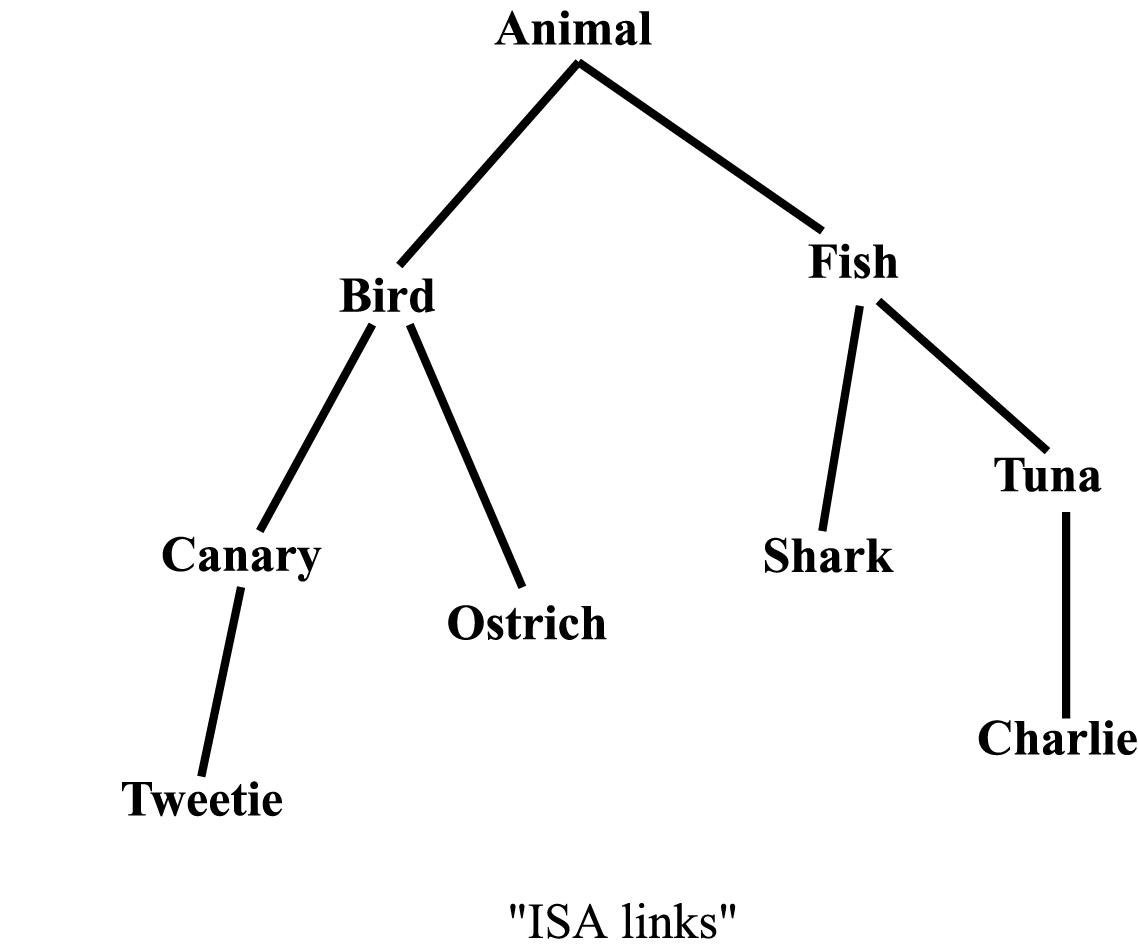 Animal
Bird
Fish
Canary
Ostrich
Shark
Tuna
Tweetie
Charlie
"ISA links"